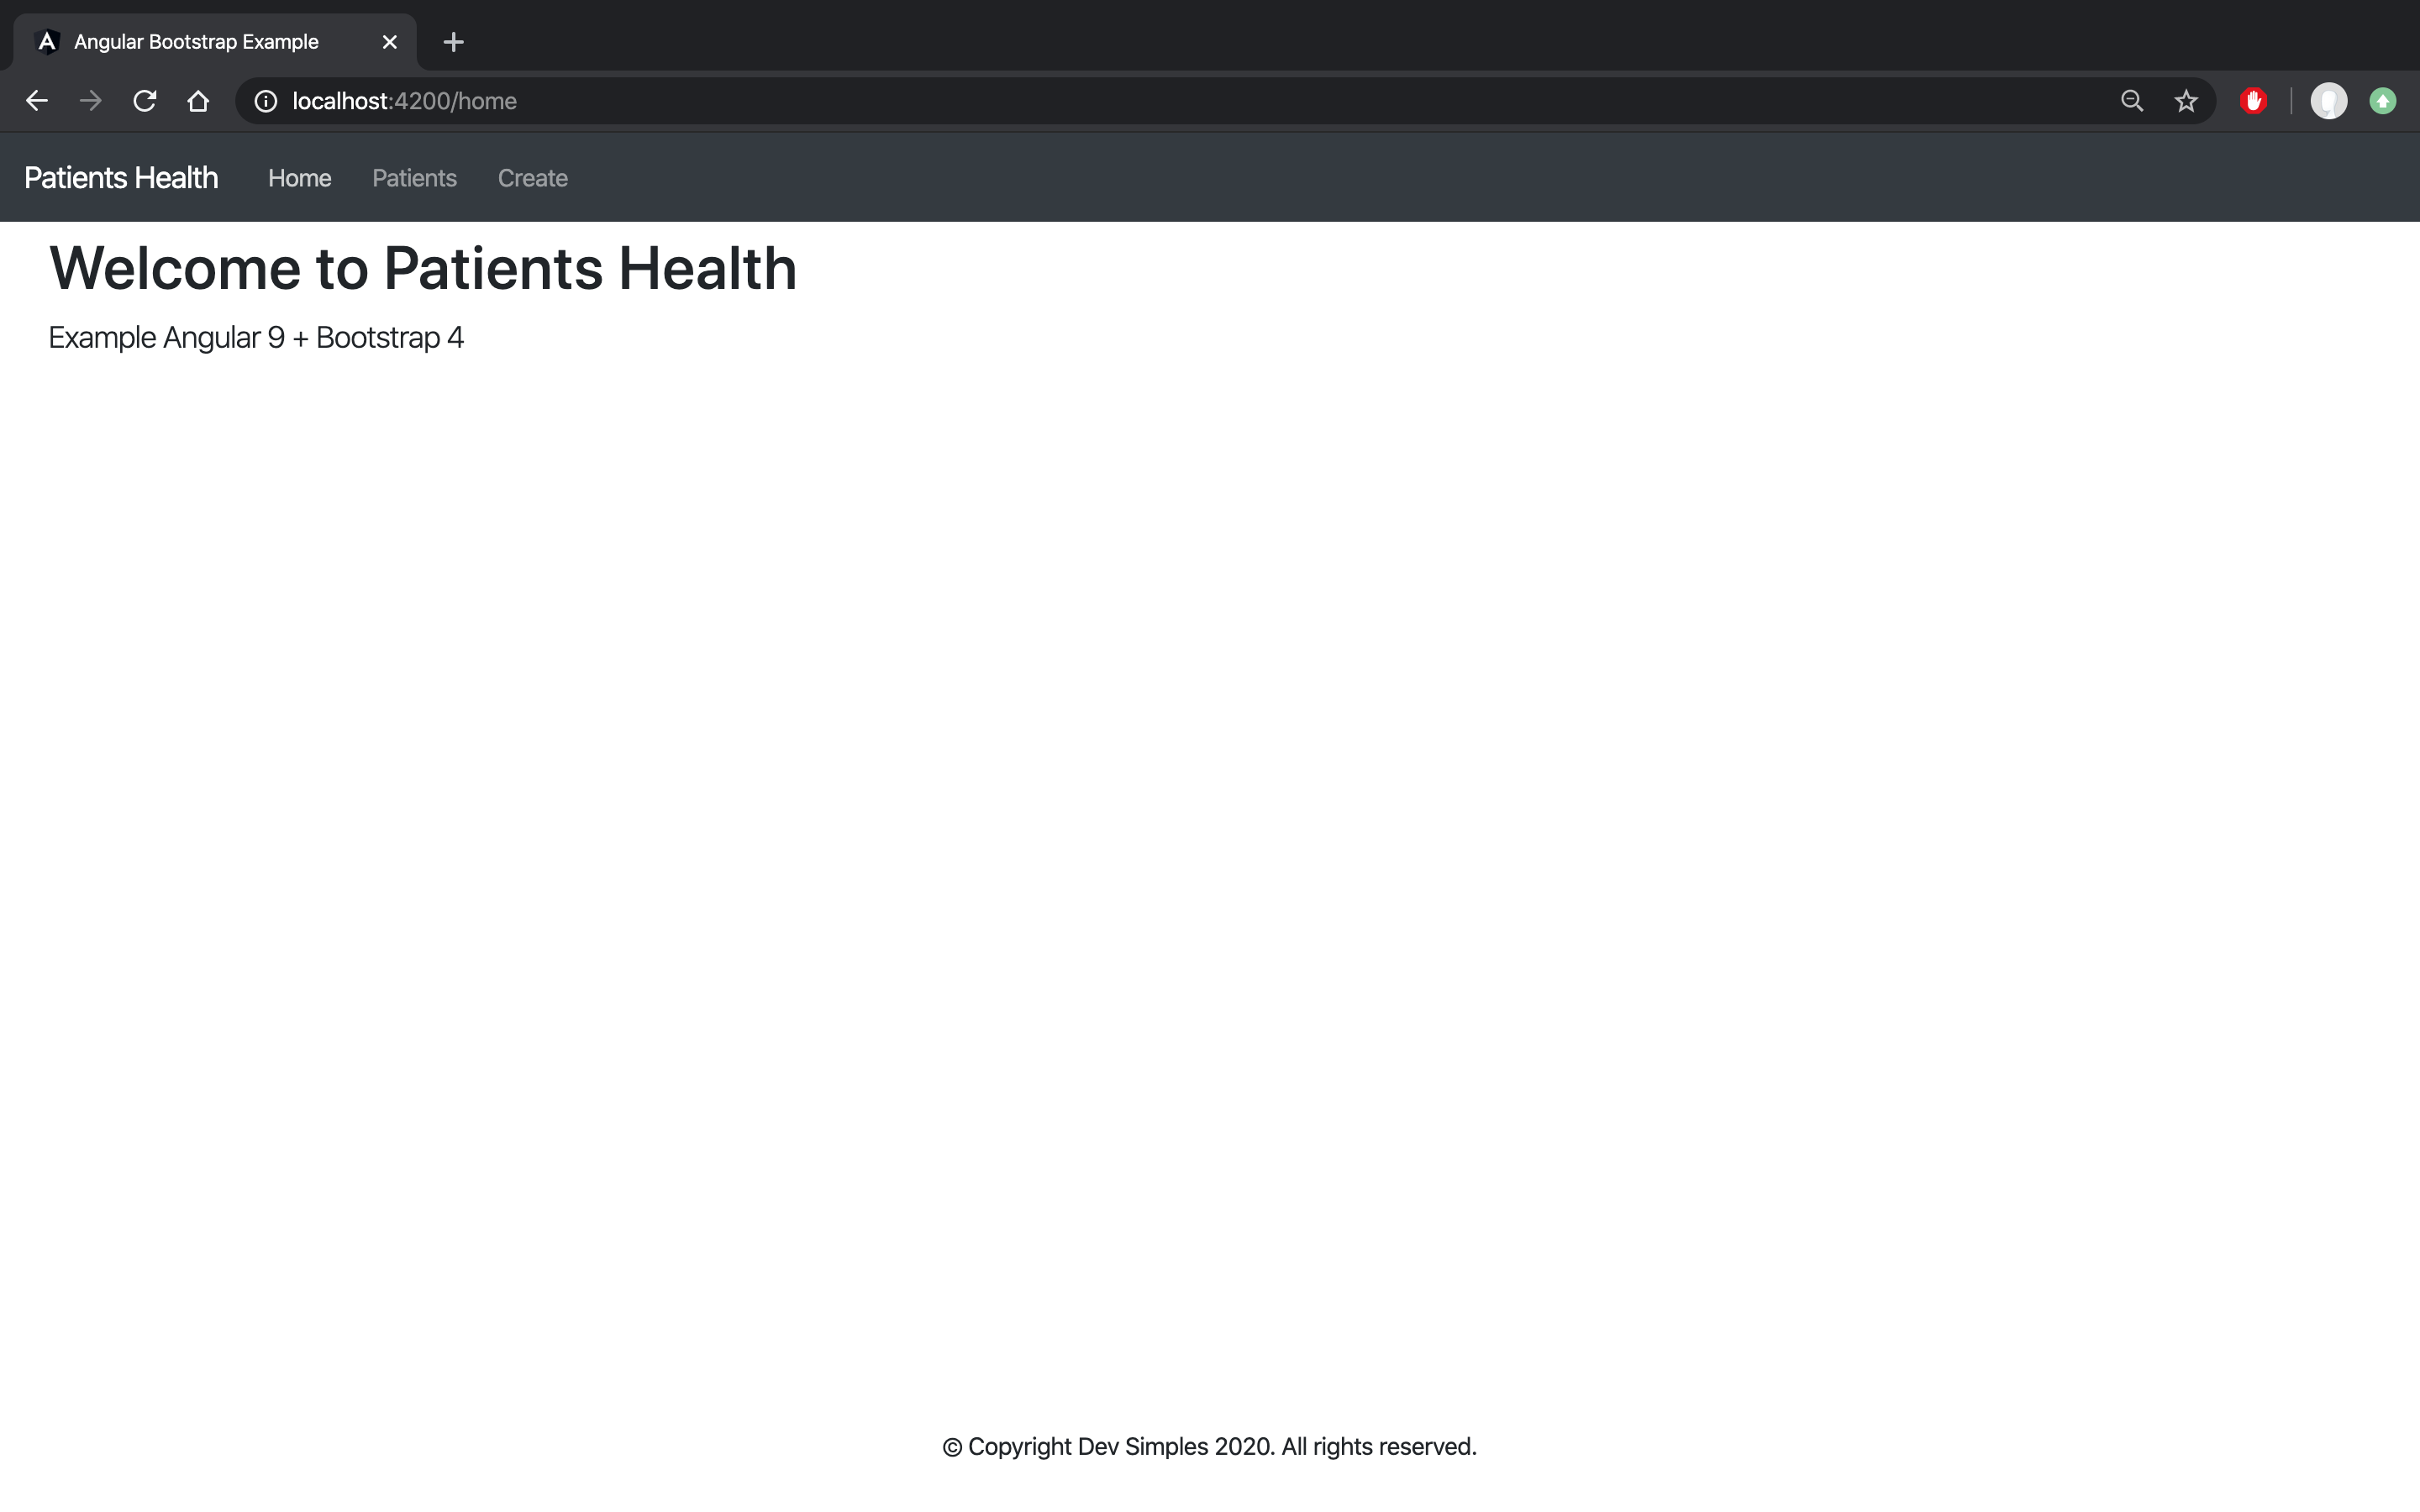 Angular Bootstrap Example
localhost:4200/home
Patients Health Home Patients Create
Welcome to Patients Health
Example Angular 9 + Bootstrap 4
© Copyright Dev Simples 2020. All rights reserved.